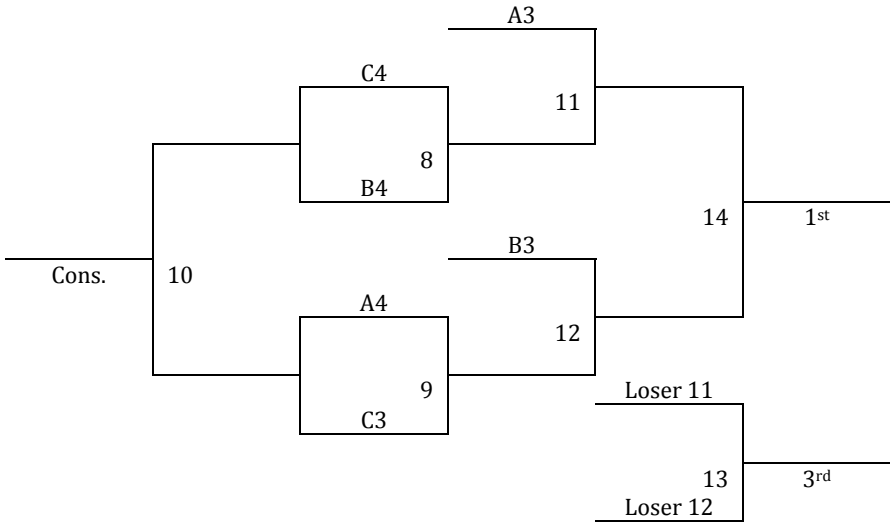 A3
C4
11
8
B4
14
1st
B3
Cons.
10
A4
12
9
Loser 11
C3
13
3rd
Loser 12